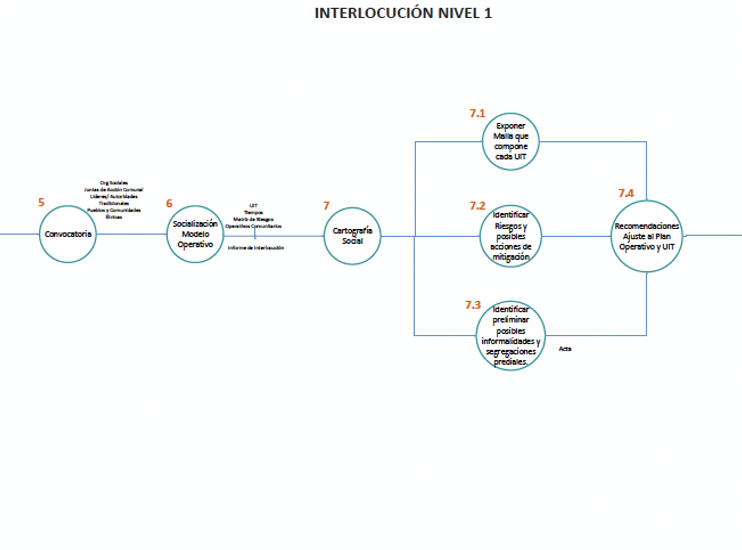 INTERLOCUCIÓN NIVEL 1
5
Convocatoria
Org Sociales
Juntas de Acción Comunal
Lideres/ Autoridades
Tradicionales
Pueblos y Comunidades
Étnicas
6
Socialización
Modelo
Operativo
UIT
Tiempos
Matriz de Riesgos
Operativos Comunitarios
Informe de Interlocución
7
Cartografía
Social
7.1
Exponer
Malla que
compone
cada UIT
7.2
Identificar
Riesgos y
posibles
acciones de
mitigación
7.3
Identificar
preliminar
posibles
informalidades y
segregaciones
prediales.
Acta
7.4
Recomendaciones
Ajuste al Plan
Operativo y UIT